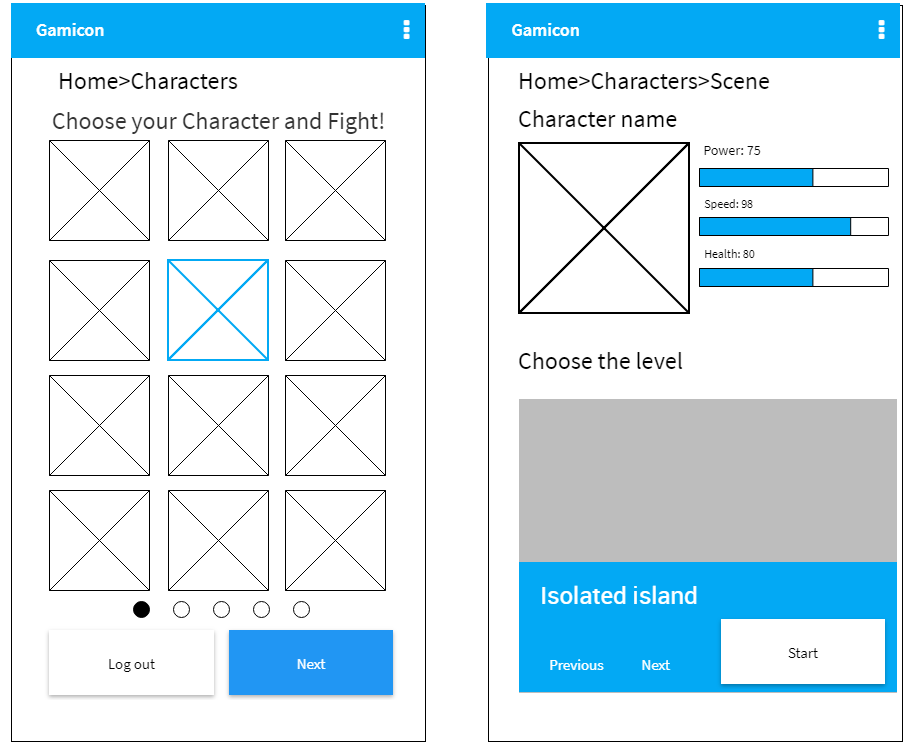 Gamicon
Home>Characters
Choose your Character and Fight!
Log out
Next
Gamicon
Home>Characters>Scene
Character name
Power: 75
Speed: 98
Health: 80
Choose the level
Isolated island
Previous
Next
Start